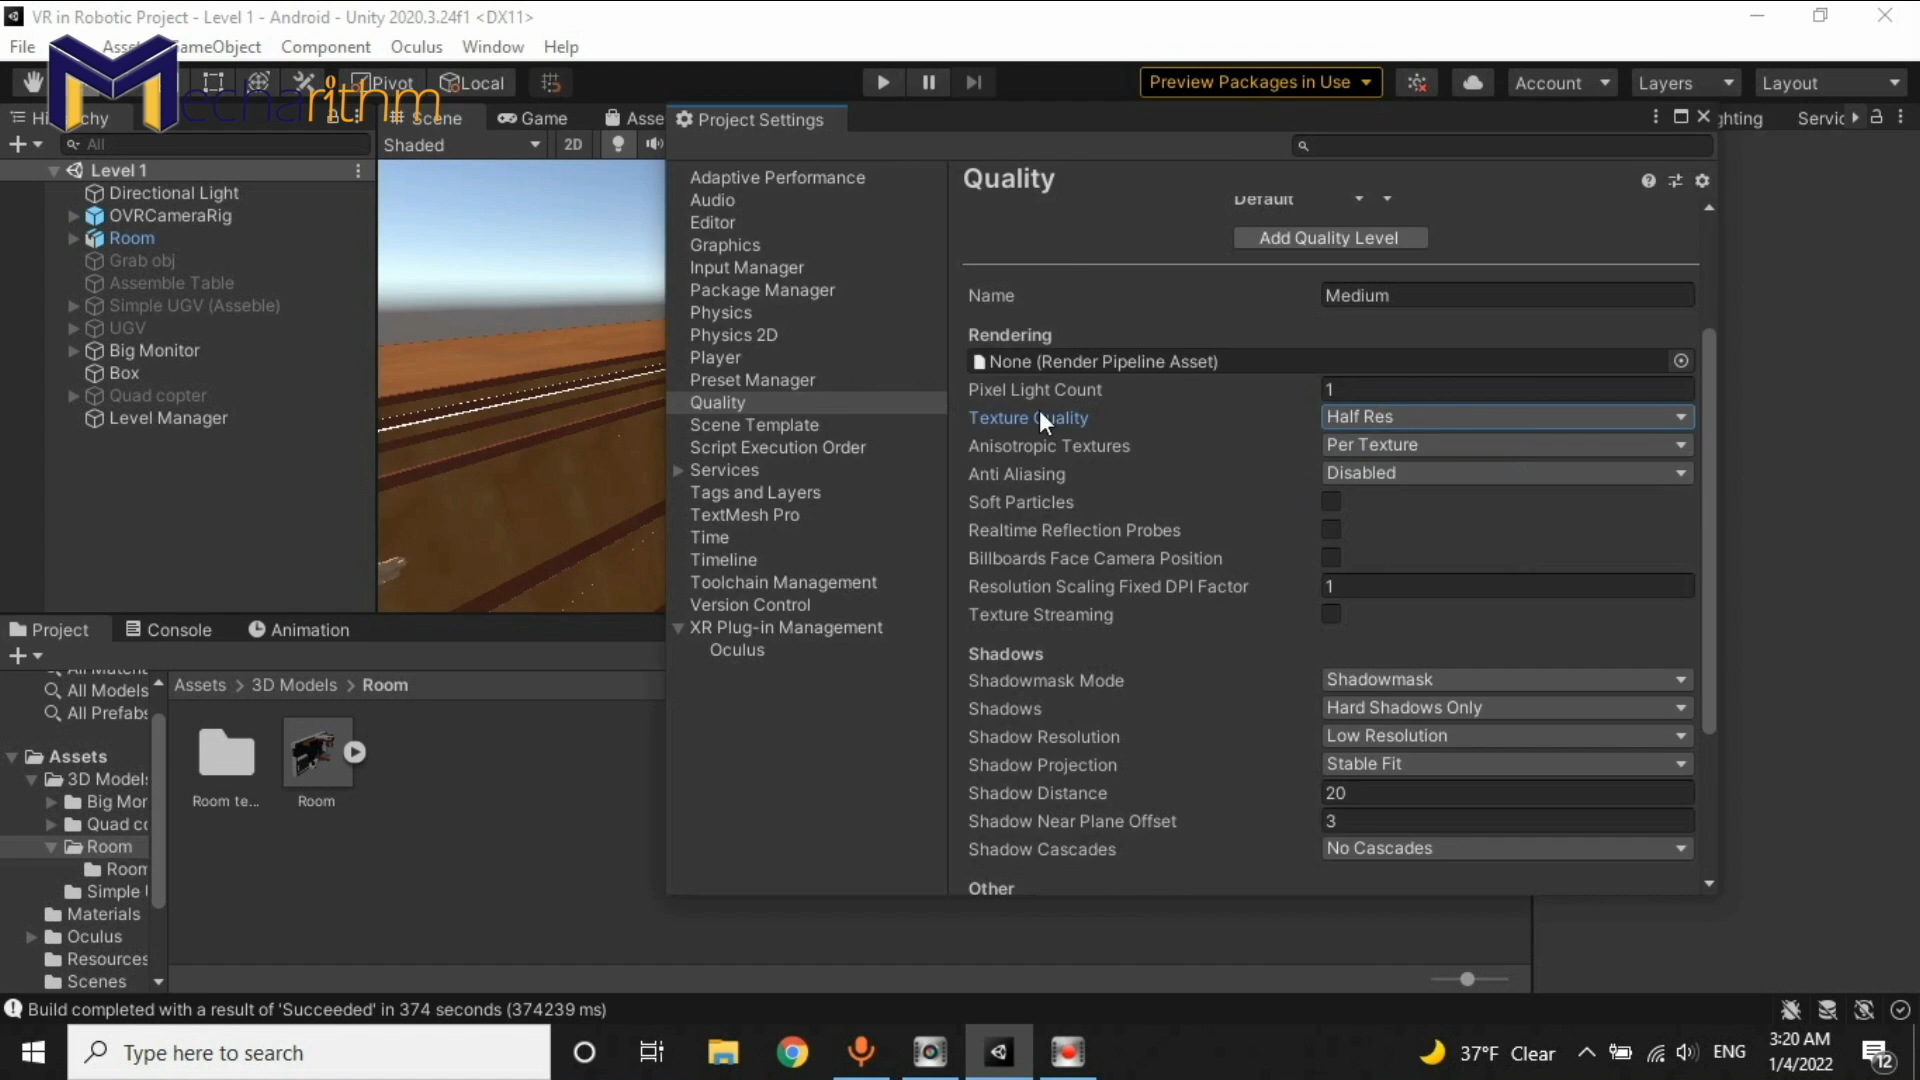 VR in Robotic Project - Level 1 - Android - Unity 2020.3.24f1 <DX11>
File Asse GameObject Component Oculus Window Help
Mecharithm
Pivot Local Preview Packages in Use Account Layers Layout
Hi chy Scene Game Asse Project Settings ghting Servic
All Shaded 2D
Level 1
Directional Light
OVRCameraRig
Room
Grab obj
Assemble Table
Simple UGV (Asseble)
UGV
Big Monitor
Box
Quad copter
Level Manager
Adaptive Performance
Audio
Editor
Graphics
Input Manager
Package Manager
Physics
Physics 2D
Player
Preset Manager
Quality
Scene Template
Script Execution Order
Services
Tags and Layers
TextMesh Pro
Time
Timeline
Toolchain Management
Version Control
XR Plug-in Management
Oculus
Quality
Default
Add Quality Level
Name Medium
Rendering
None (Render Pipeline Asset)
Pixel Light Count 1
Texture Quality Half Res
Anisotropic Textures Per Texture
Anti Aliasing Disabled
Soft Particles
Realtime Reflection Probes
Billboards Face Camera Position
Resolution Scaling Fixed DPI Factor 1
Texture Streaming
Shadows
Shadowmask Mode Shadowmask
Shadows Hard Shadows Only
Shadow Resolution Low Resolution
Shadow Projection Stable Fit
Shadow Distance 20
Shadow Near Plane Offset 3
Shadow Cascades No Cascades
Other
Project Console Animation
All Models
All Prefabs
Assets
3D Models
Big Mor
Quad co
Room
Room
Simple
Materials
Oculus
Resources
Scenes
Assets > 3D Models > Room
Room te... Room
Build completed with a result of 'Succeeded' in 374 seconds (374239 ms)
Type here to search
37°F Clear ENG 3:20 AM
1/4/2022
12